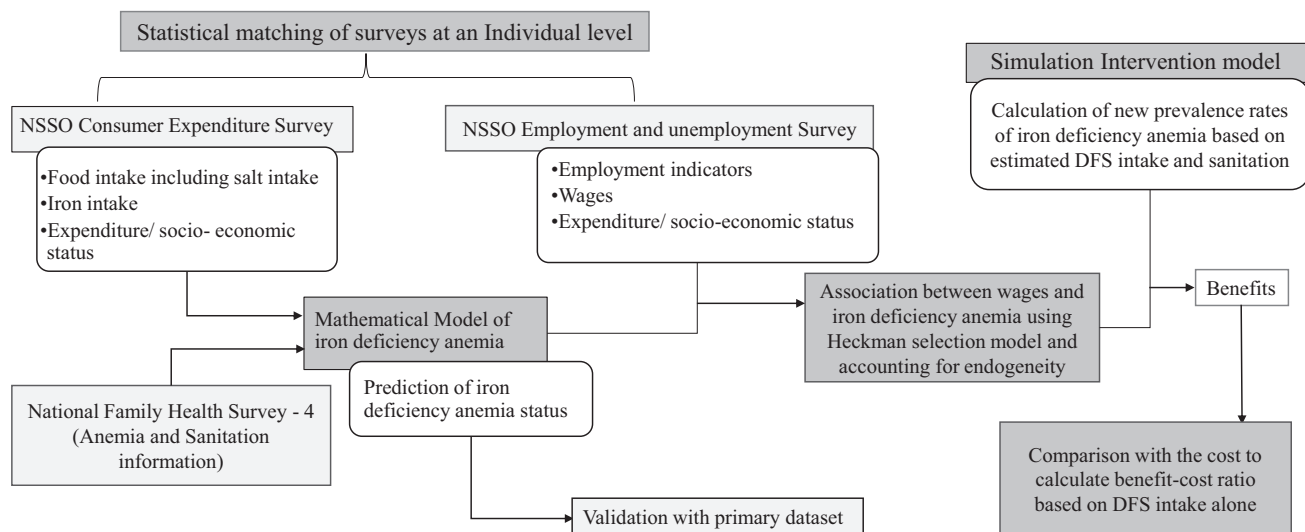 Statistical matching of surveys at an Individual level
NSSO Consumer Expenditure Survey
•Food intake including salt intake
•Iron intake
•Expenditure/ socio- economic
status
NSSO Employment and unemployment Survey
•Employment indicators
•Wages
•Expenditure/ socio-economic status
Simulation Intervention model
Calculation of new prevalence rates
of iron deficiency anemia based on
estimated DFS intake and sanitation
Mathematical Model of
iron deficiency anemia
Prediction of iron
deficiency anemia status
National Family Health Survey - 4
(Anemia and Sanitation
information)
Validation with primary dataset
Association between wages and
iron deficiency anemia using
Heckman selection model and
accounting for endogeneity
Benefits
Comparison with the cost to
calculate benefit-cost ratio
based on DFS intake alone